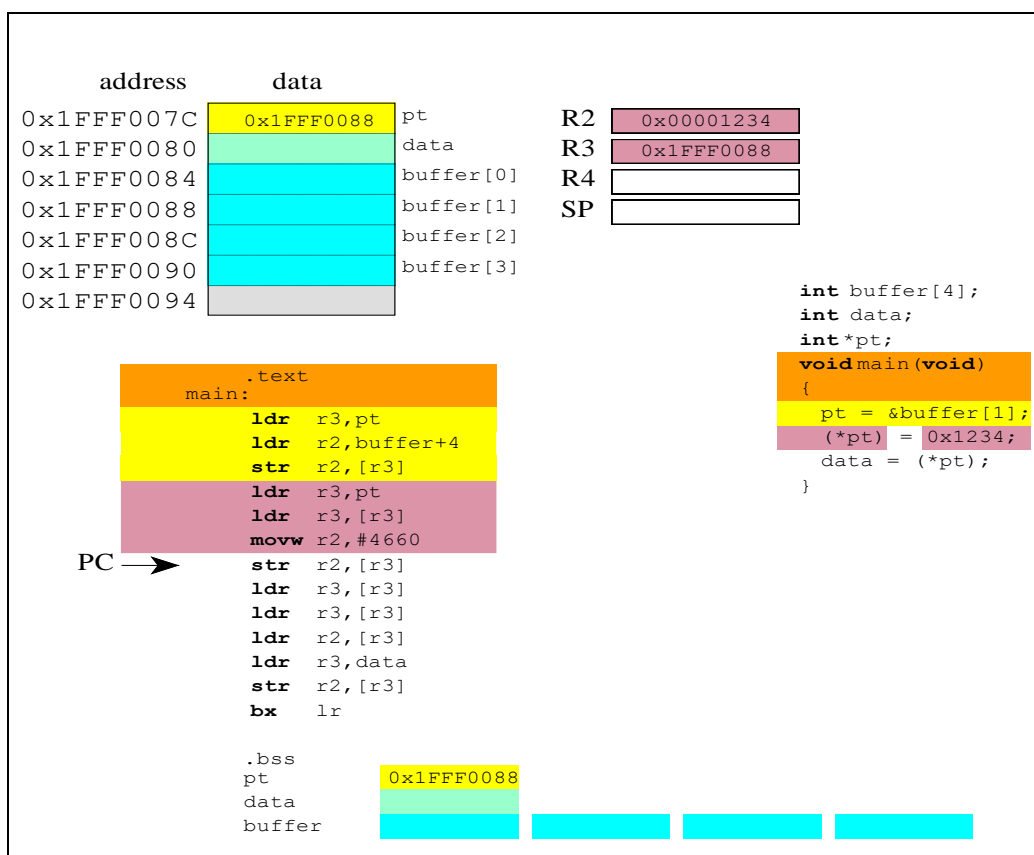 address data
0x1FFF007C 0x1FFF0088 pt
0x1FFF0080 data
0x1FFF0084 buffer[0]
0x1FFF0088 buffer[1]
0x1FFF008C buffer[2]
0x1FFF0090 buffer[3]
0x1FFF0094
R2 0x00001234
R3 0x1FFF0088
R4
SP
int buffer[4];
int data;
int *pt;
void main(void)
{
pt = &buffer[1];
(*pt) = 0x1234;
data = (*pt);
}
.text
main:
ldr r3,pt
ldr r2,buffer+4
str r2,[r3]
ldr r3,pt
ldr r3,[r3]
movw r2,#4660
PC str r2,[r3]
ldr r3,[r3]
ldr r3,[r3]
ldr r2,[r3]
ldr r3,data
str r2,[r3]
bx lr
.bss
pt 0x1FFF0088
data
buffer